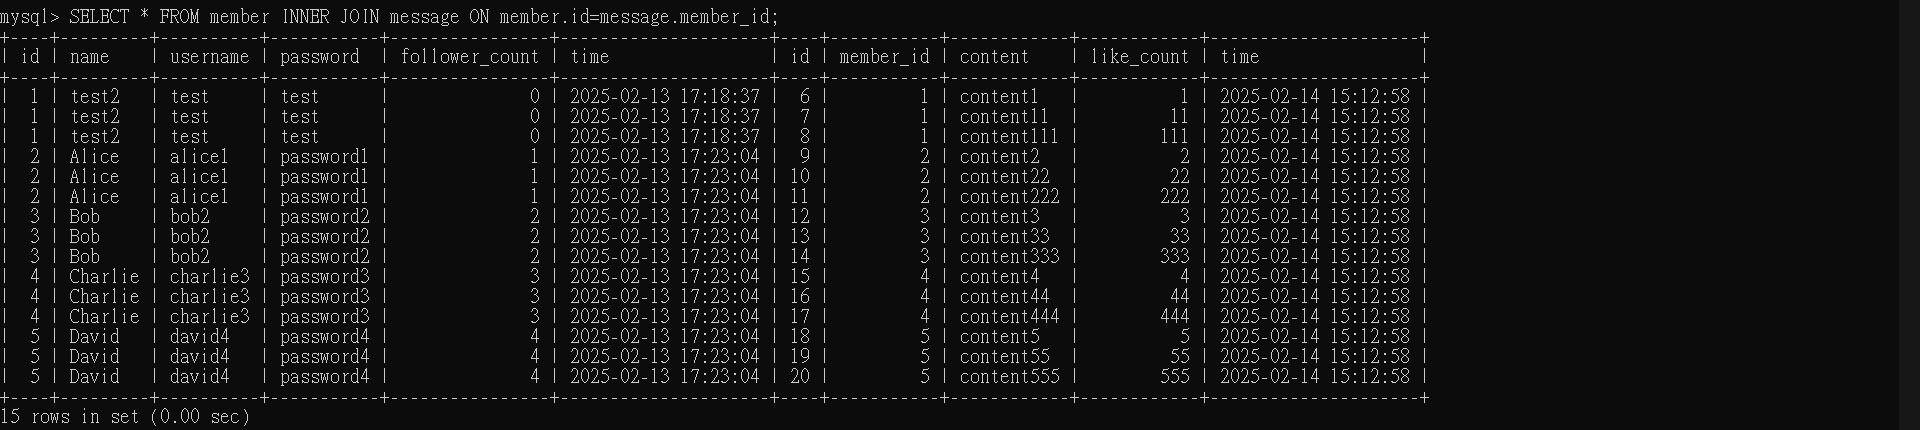 mysql> SELECT * FROM member INNER JOIN message ON member.id=message.member_id;
+----+---------+----------+-----------+----------------+---------------------+----+-----------+------------+------------+---------------------+
| id | name    | username | password  | follower_count | time                | id | member_id | content    | like_count | time                |
+----+---------+----------+-----------+----------------+---------------------+----+-----------+------------+------------+---------------------+
|  1 | test2   | test     | test      |              0 | 2025-02-13 17:18:37 |  6 |         1 | content1   |          1 | 2025-02-14 15:12:58 |
|  1 | test2   | test     | test      |              0 | 2025-02-13 17:18:37 |  7 |         1 | content11  |         11 | 2025-02-14 15:12:58 |
|  1 | test2   | test     | test      |              0 | 2025-02-13 17:18:37 |  8 |         1 | content111 |        111 | 2025-02-14 15:12:58 |
|  2 | Alice   | alice1   | password1 |              1 | 2025-02-13 17:23:04 |  9 |         2 | content2   |          2 | 2025-02-14 15:12:58 |
|  2 | Alice   | alice1   | password1 |              1 | 2025-02-13 17:23:04 | 10 |         2 | content22  |         22 | 2025-02-14 15:12:58 |
|  2 | Alice   | alice1   | password1 |              1 | 2025-02-13 17:23:04 | 11 |         2 | content222 |        222 | 2025-02-14 15:12:58 |
|  3 | Bob     | bob2     | password2 |              2 | 2025-02-13 17:23:04 | 12 |         3 | content3   |          3 | 2025-02-14 15:12:58 |
|  3 | Bob     | bob2     | password2 |              2 | 2025-02-13 17:23:04 | 13 |         3 | content33  |         33 | 2025-02-14 15:12:58 |
|  3 | Bob     | bob2     | password2 |              2 | 2025-02-13 17:23:04 | 14 |         3 | content333 |        333 | 2025-02-14 15:12:58 |
|  4 | Charlie | charlie3 | password3 |              3 | 2025-02-13 17:23:04 | 15 |         4 | content4   |          4 | 2025-02-14 15:12:58 |
|  4 | Charlie | charlie3 | password3 |              3 | 2025-02-13 17:23:04 | 16 |         4 | content44  |         44 | 2025-02-14 15:12:58 |
|  4 | Charlie | charlie3 | password3 |              3 | 2025-02-13 17:23:04 | 17 |         4 | content444 |        444 | 2025-02-14 15:12:58 |
|  5 | David   | david4   | password4 |              4 | 2025-02-13 17:23:04 | 18 |         5 | content5   |          5 | 2025-02-14 15:12:58 |
|  5 | David   | david4   | password4 |              4 | 2025-02-13 17:23:04 | 19 |         5 | content55  |         55 | 2025-02-14 15:12:58 |
|  5 | David   | david4   | password4 |              4 | 2025-02-13 17:23:04 | 20 |         5 | content555 |        555 | 2025-02-14 15:12:58 |
+----+---------+----------+-----------+----------------+---------------------+----+-----------+------------+------------+---------------------+
15 rows in set (0.00 sec)